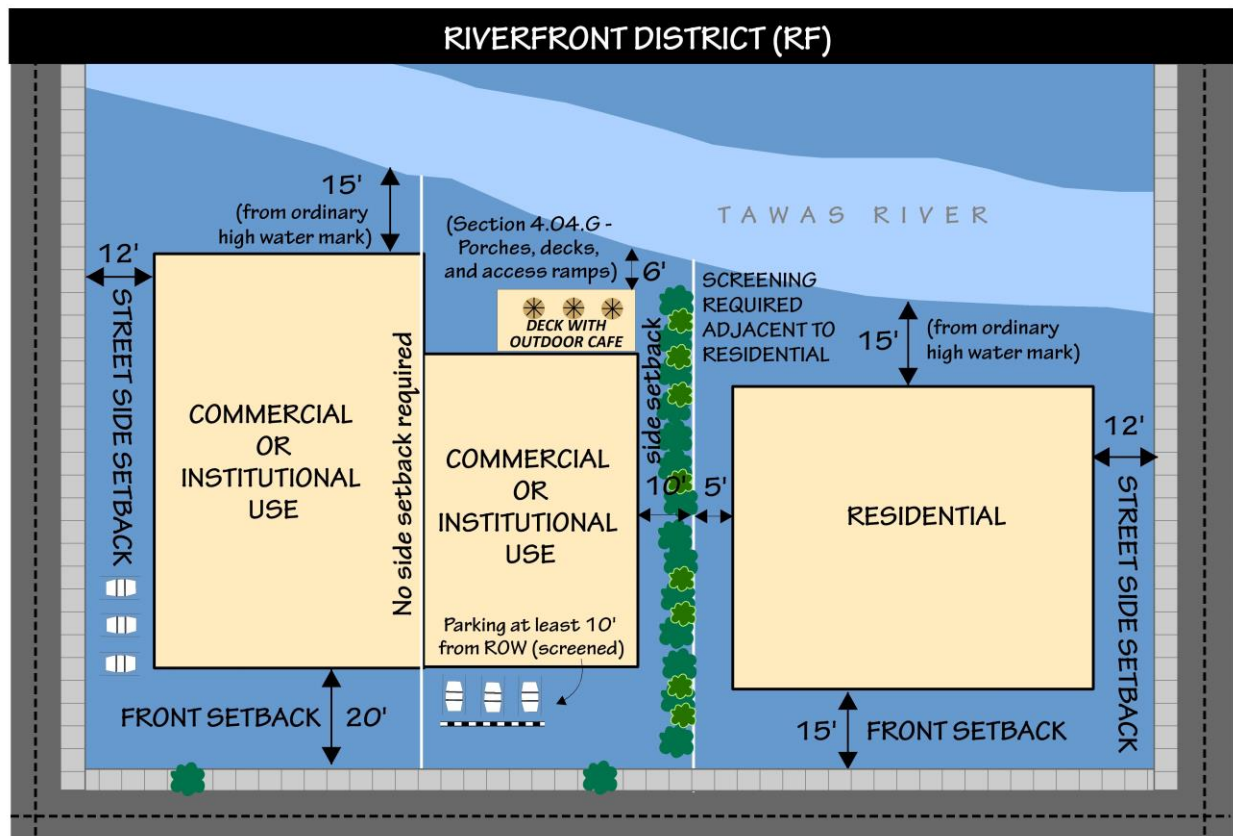 RIVERFRONT DISTRICT (RF)
15'
(from ordinary
high water mark)
12'
STREET SIDE SETBACK
COMMERCIAL
OR
INSTITUTIONAL
USE
No side setback required
FRONT SETBACK
20'
(Section 4.04.G -
Porches, decks,
and access ramps)
6'
DECK WITH
OUTDOOR CAFE
COMMERCIAL
OR
INSTITUTIONAL
USE
Parking at least 10'
from ROW (screened)
side setback
10'
TAWAS RIVER
SCREENING
REQUIRED
ADJACENT TO
RESIDENTIAL
5'
15'
(from ordinary
high water mark)
RESIDENTIAL
12'
STREET SIDE SETBACK
15'
FRONT SETBACK